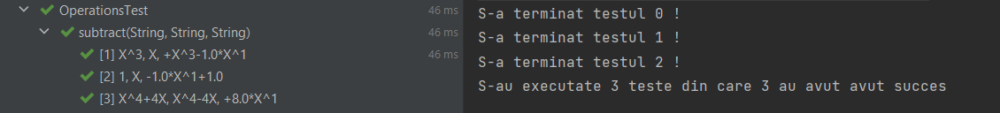 OperationsTest 46 ms
subtract(String, String, String) 46 ms
[1] X^3, X, +X^3-1.0*X^1 46 ms
[2] 1, X, -1.0*X^1+1.0
[3] X^4+4X, X^4-4X, +8.0*X^1
S-a terminat testul 0 !
S-a terminat testul 1 !
S-a terminat testul 2 !
S-au executate 3 teste din care 3 au avut avut succes